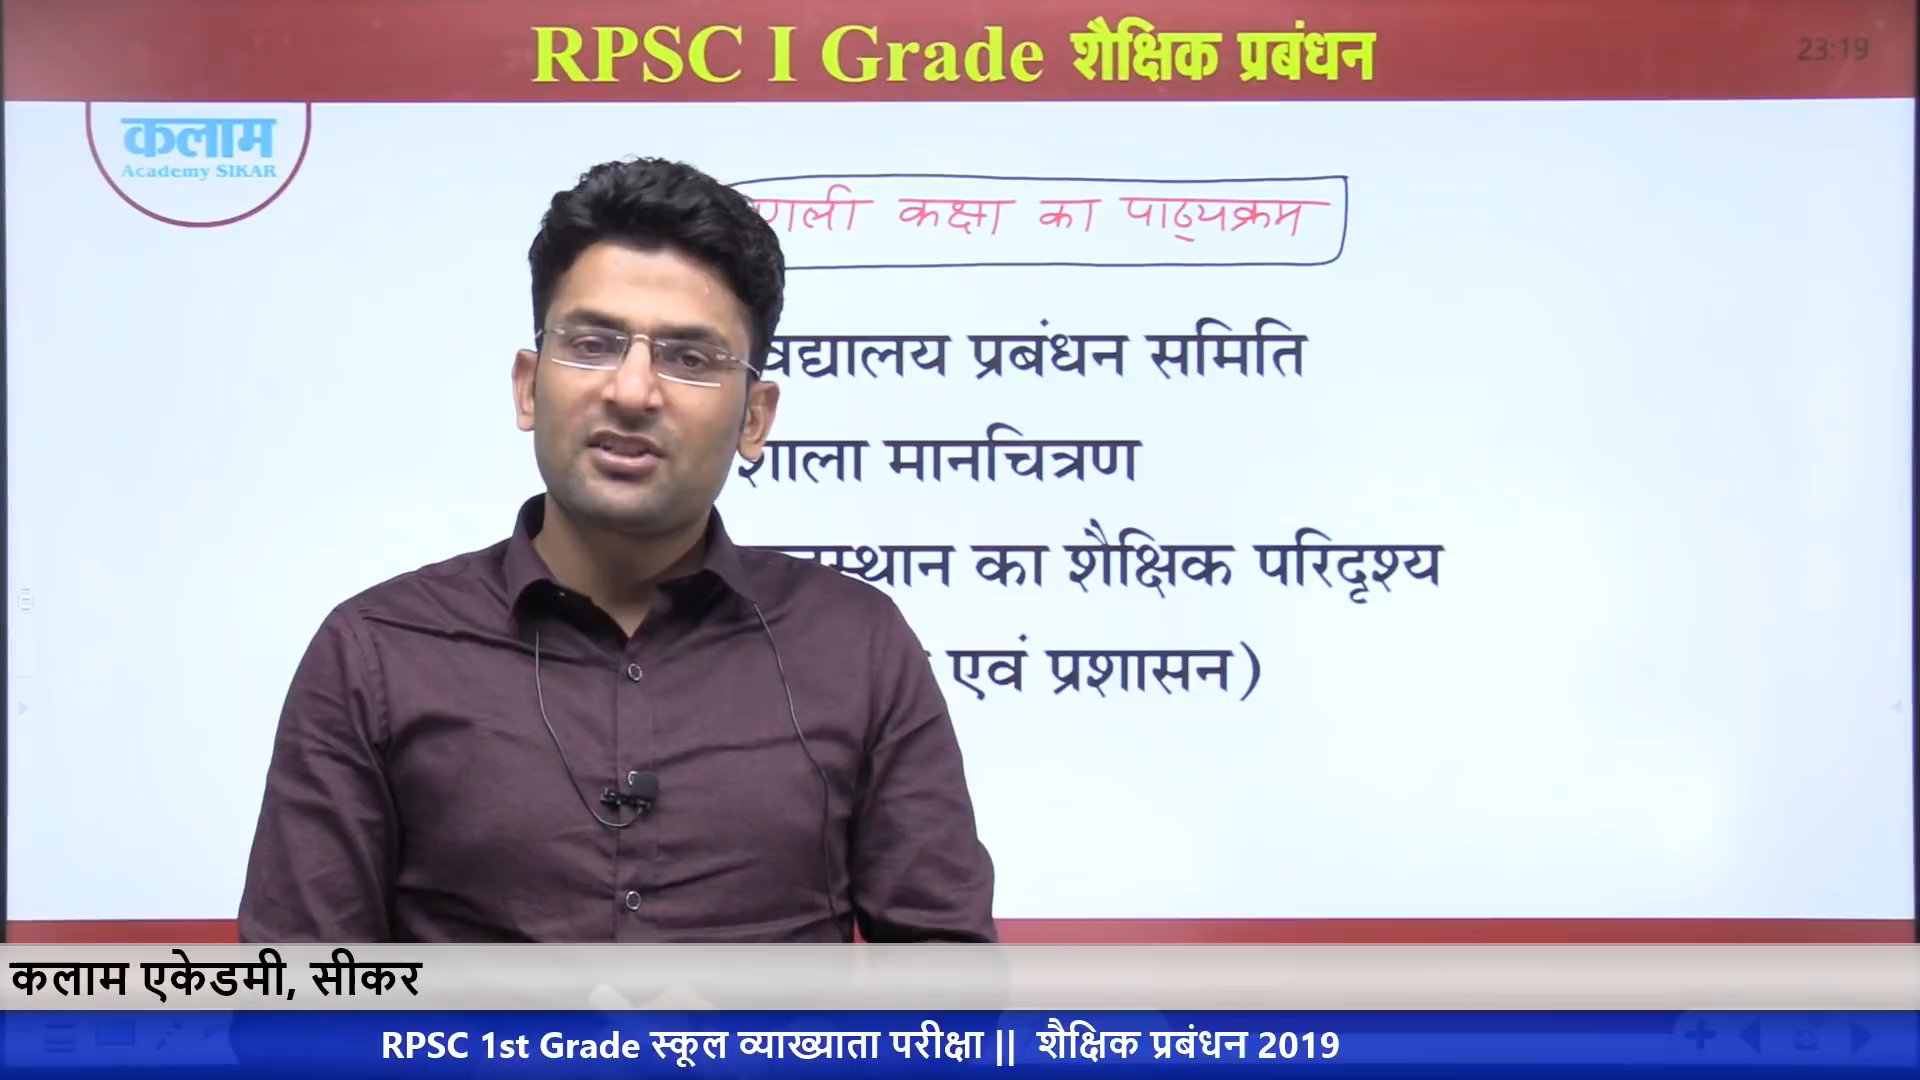 RPSC I Grade शैक्षिक प्रबंधन
23:19
कलाम
Academy SIKAR
कक्षा का पाठ्यक्रम
प्रबंधन समिति
शाला मानचित्रण
का शैक्षिक परिदृश्य
एवं प्रशासन)
कलाम एकेडमी, सीकर
RPSC 1st Grade स्कूल व्याख्याता परीक्षा || शैक्षिक प्रबंधन 2019